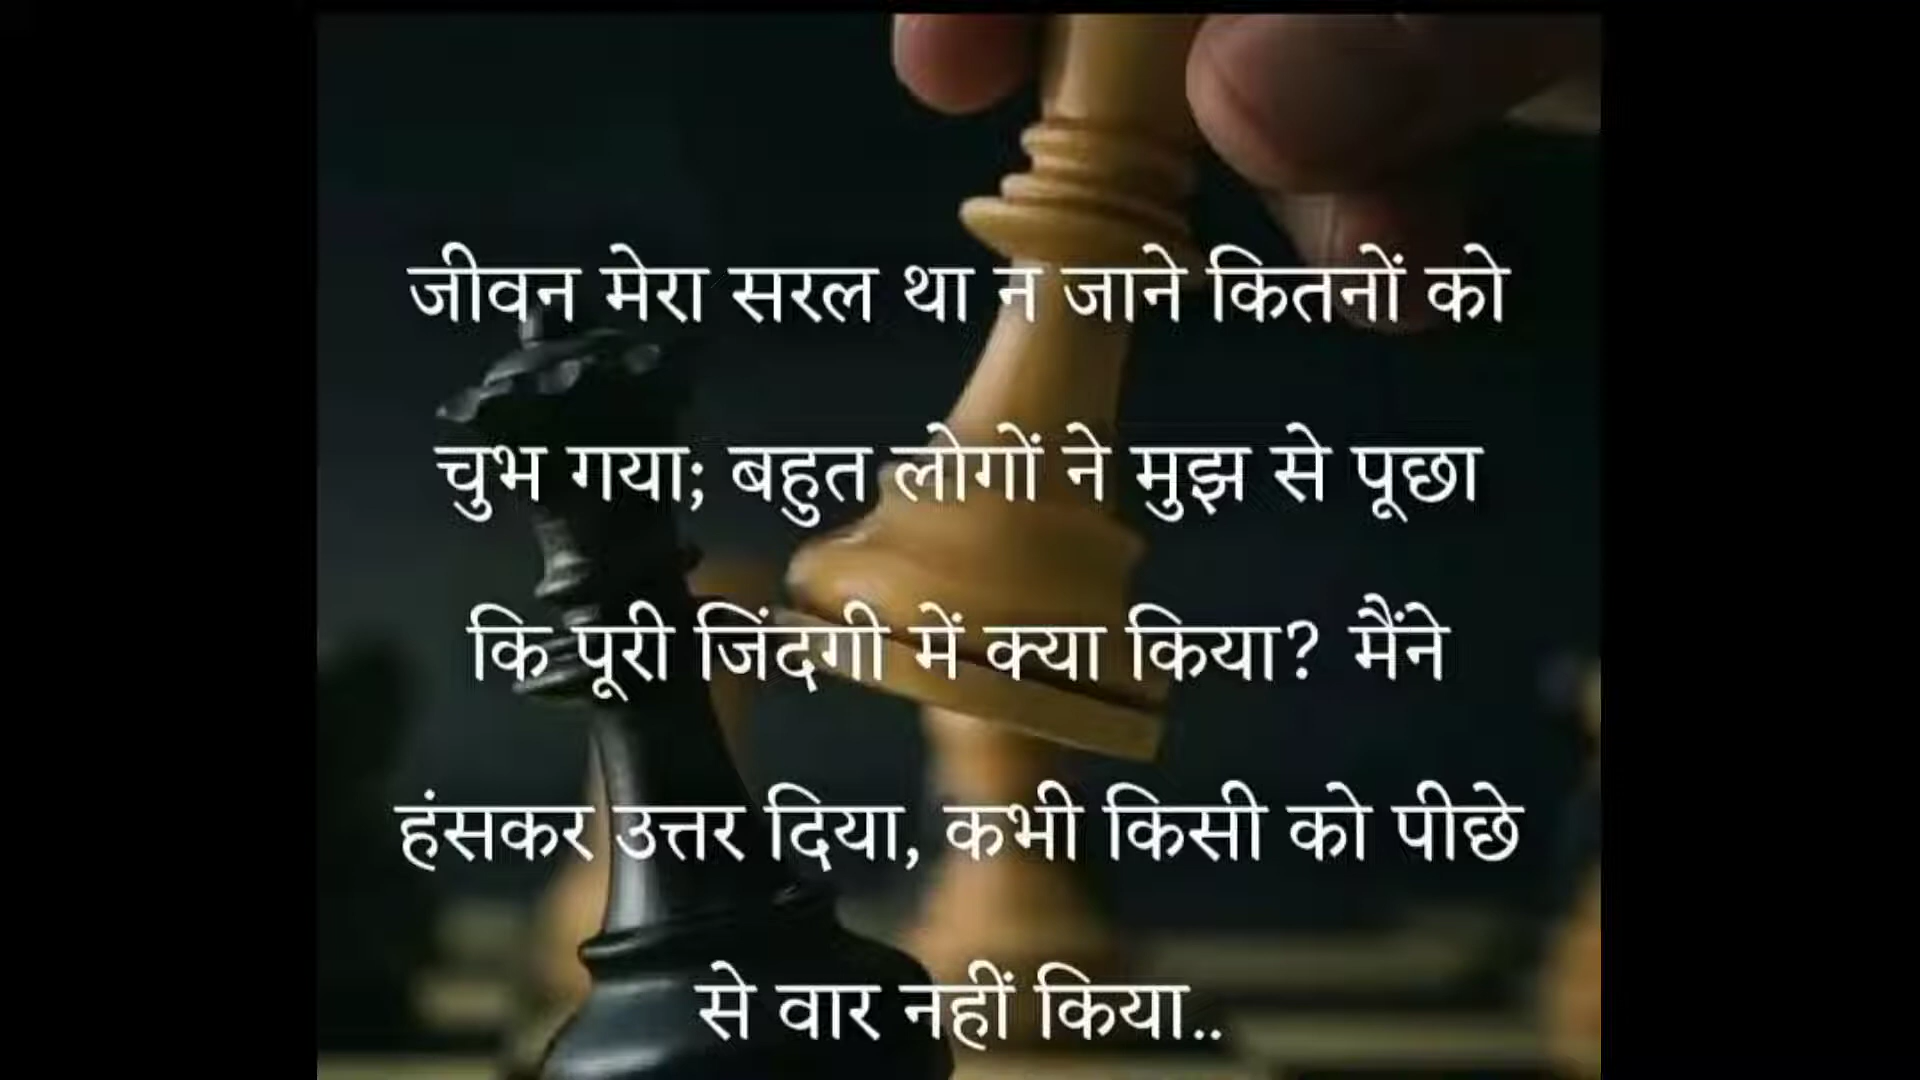 जीवन मेरा सरल था न जाने कितनों को
चुभ गया; बहुत लोगों ने मुझ से पूछा
कि पूरी जिंदगी में क्या किया? मैंने
हंसकर उत्तर दिया, कभी किसी को पीछे
से वार नहीं किया..